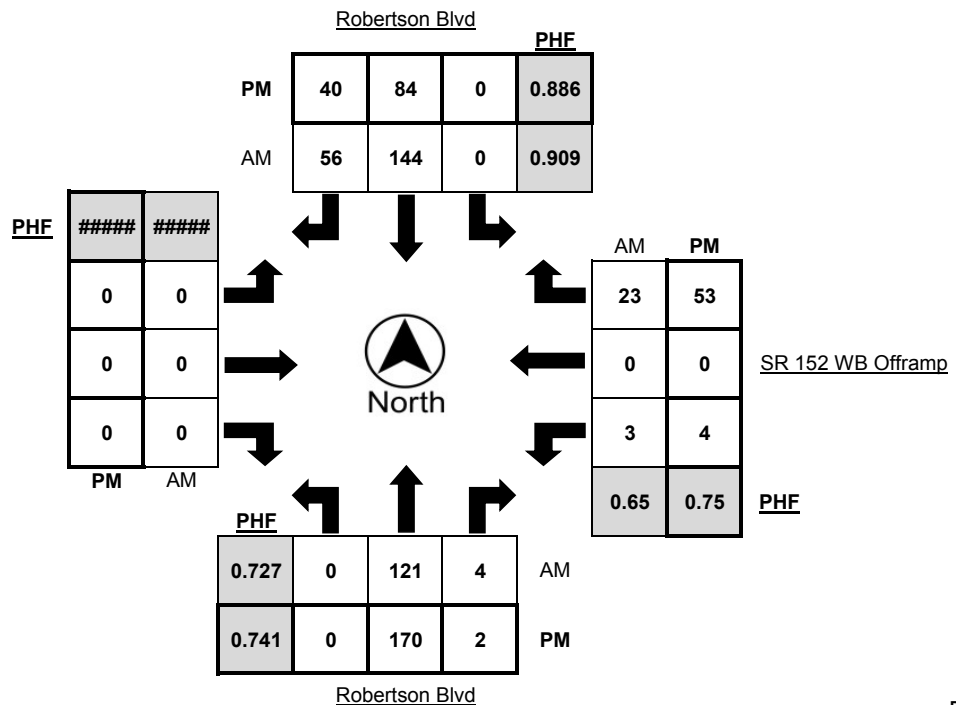 Robertson Blvd
PHF
PM 40 84 0 0.886
AM 56 144 0 0.909
PHF ##### #####
AM PM
0 0 23 53
0 0 0 0 SR 152 WB Offramp
North
0 0 3 4
PM AM
0.65 0.75 PHF
PHF
0.727 0 121 4 AM
0.741 0 170 2 PM
Robertson Blvd